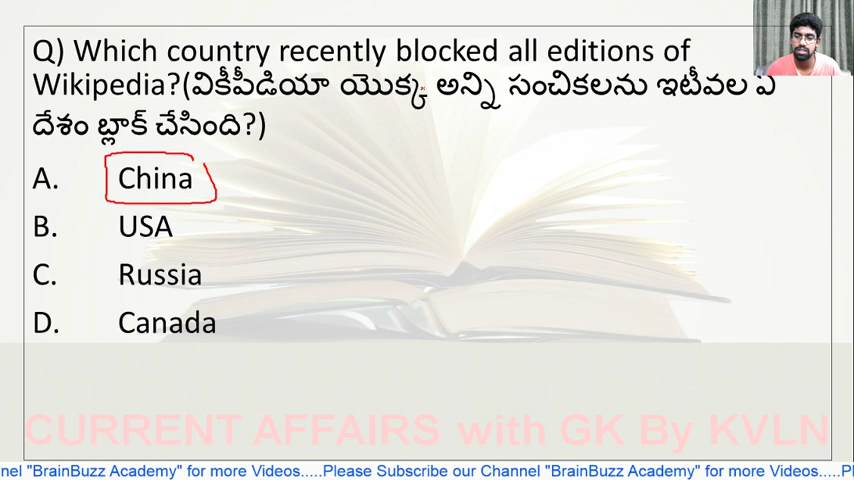 Q) Which country recently blocked all editions of
Wikipedia?(వికీపీడియా యొక్క అన్ని సంచికలను ఇటీవల ఏ
దేశం బ్లాక్ చేసింది?)
A. China
B. USA
C. Russia
D. Canada
CURRENT AFFAIRS with GK By KVLN
nel "BrainBuzz Academy" for more Videos.....Please Subscribe our Channel "BrainBuzz Academy" for more Videos.....Pl